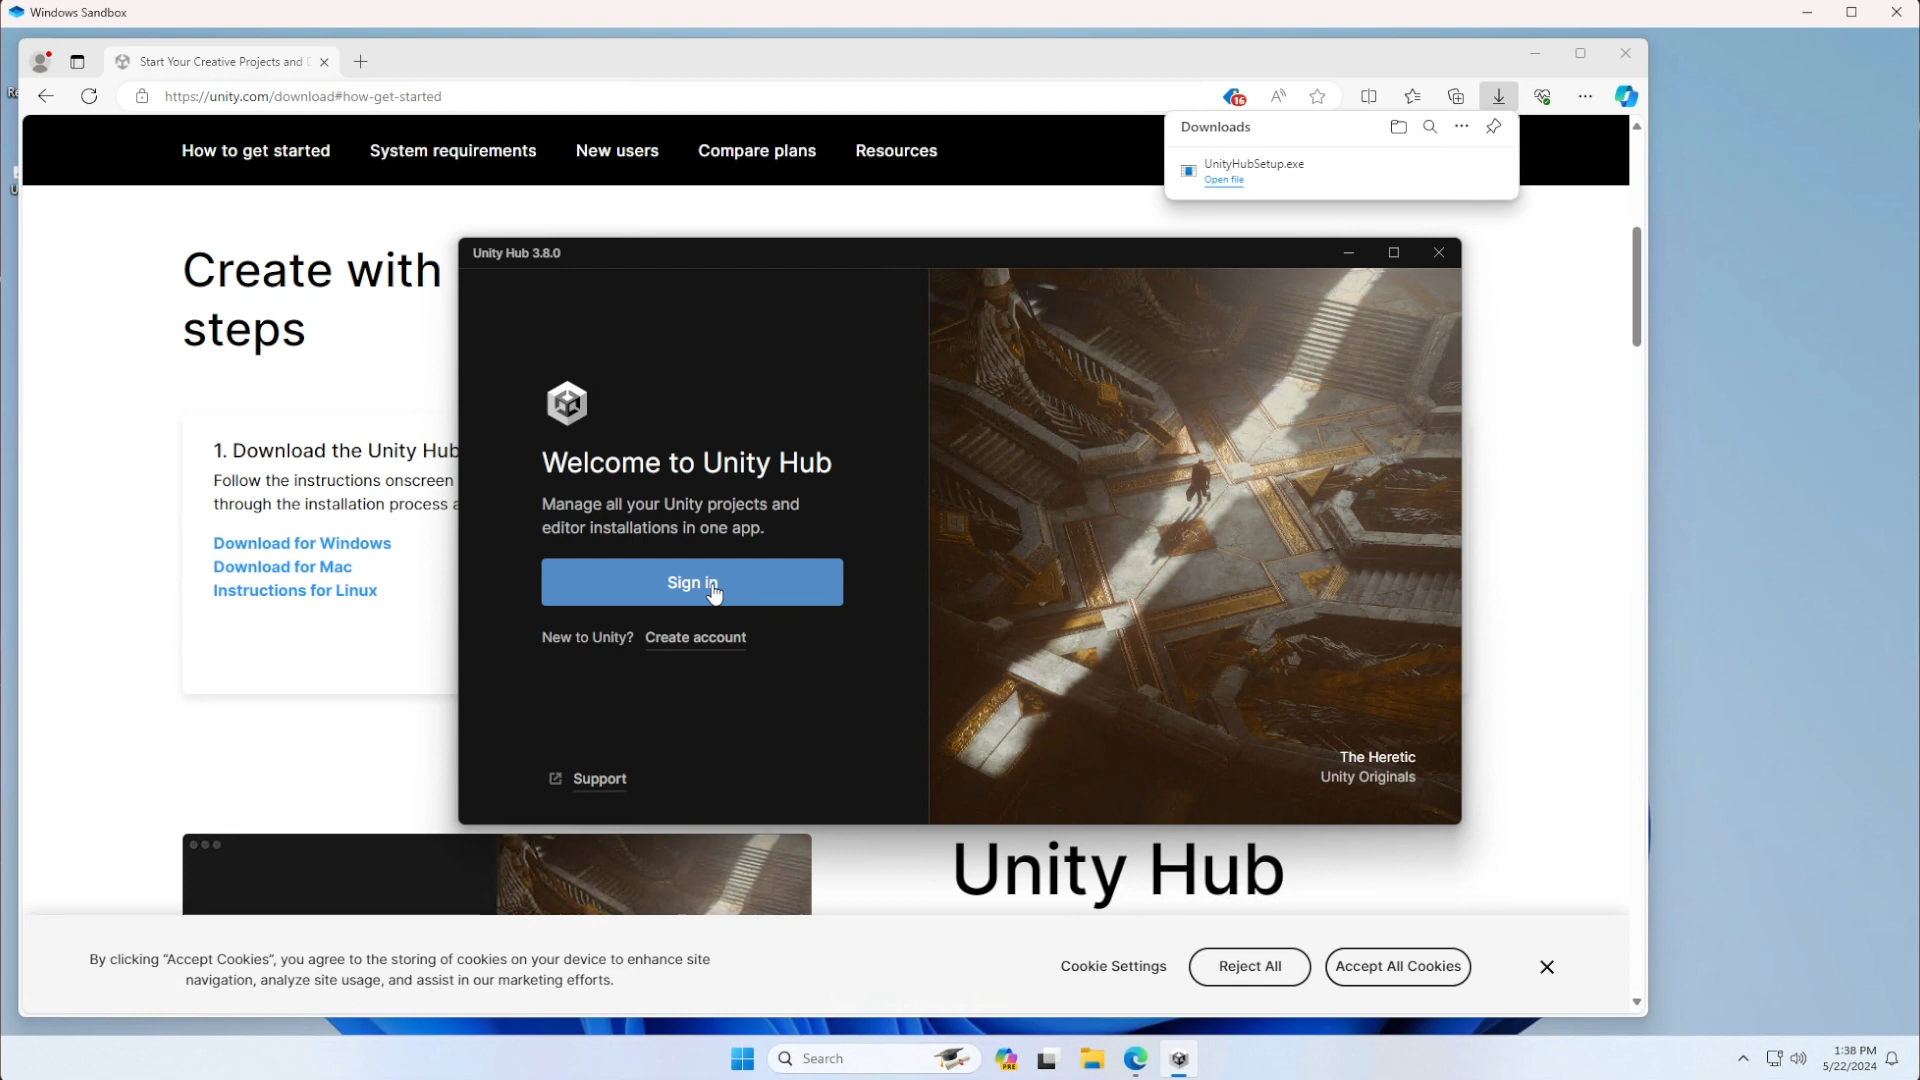 Windows Sandbox
Start Your Creative Projects and
https://unity.com/download#how-get-started
16
Downloads
UnityHubSetup.exe
Open file
How to get started
System requirements
New users
Compare plans
Resources
Create with
steps
1. Download the Unity Hub
Follow the instructions onscreen
through the installation process
Download for Windows
Download for Mac
Instructions for Linux
Unity Hub 3.8.0
Welcome to Unity Hub
Manage all your Unity projects and
editor installations in one app.
Sign in
New to Unity? Create account
Support
The Heretic
Unity Originals
Unity Hub
By clicking “Accept Cookies”, you agree to the storing of cookies on your device to enhance site
navigation, analyze site usage, and assist in our marketing efforts.
Cookie Settings
Reject All
Accept All Cookies
Search
PRE
1:38 PM
5/22/2024